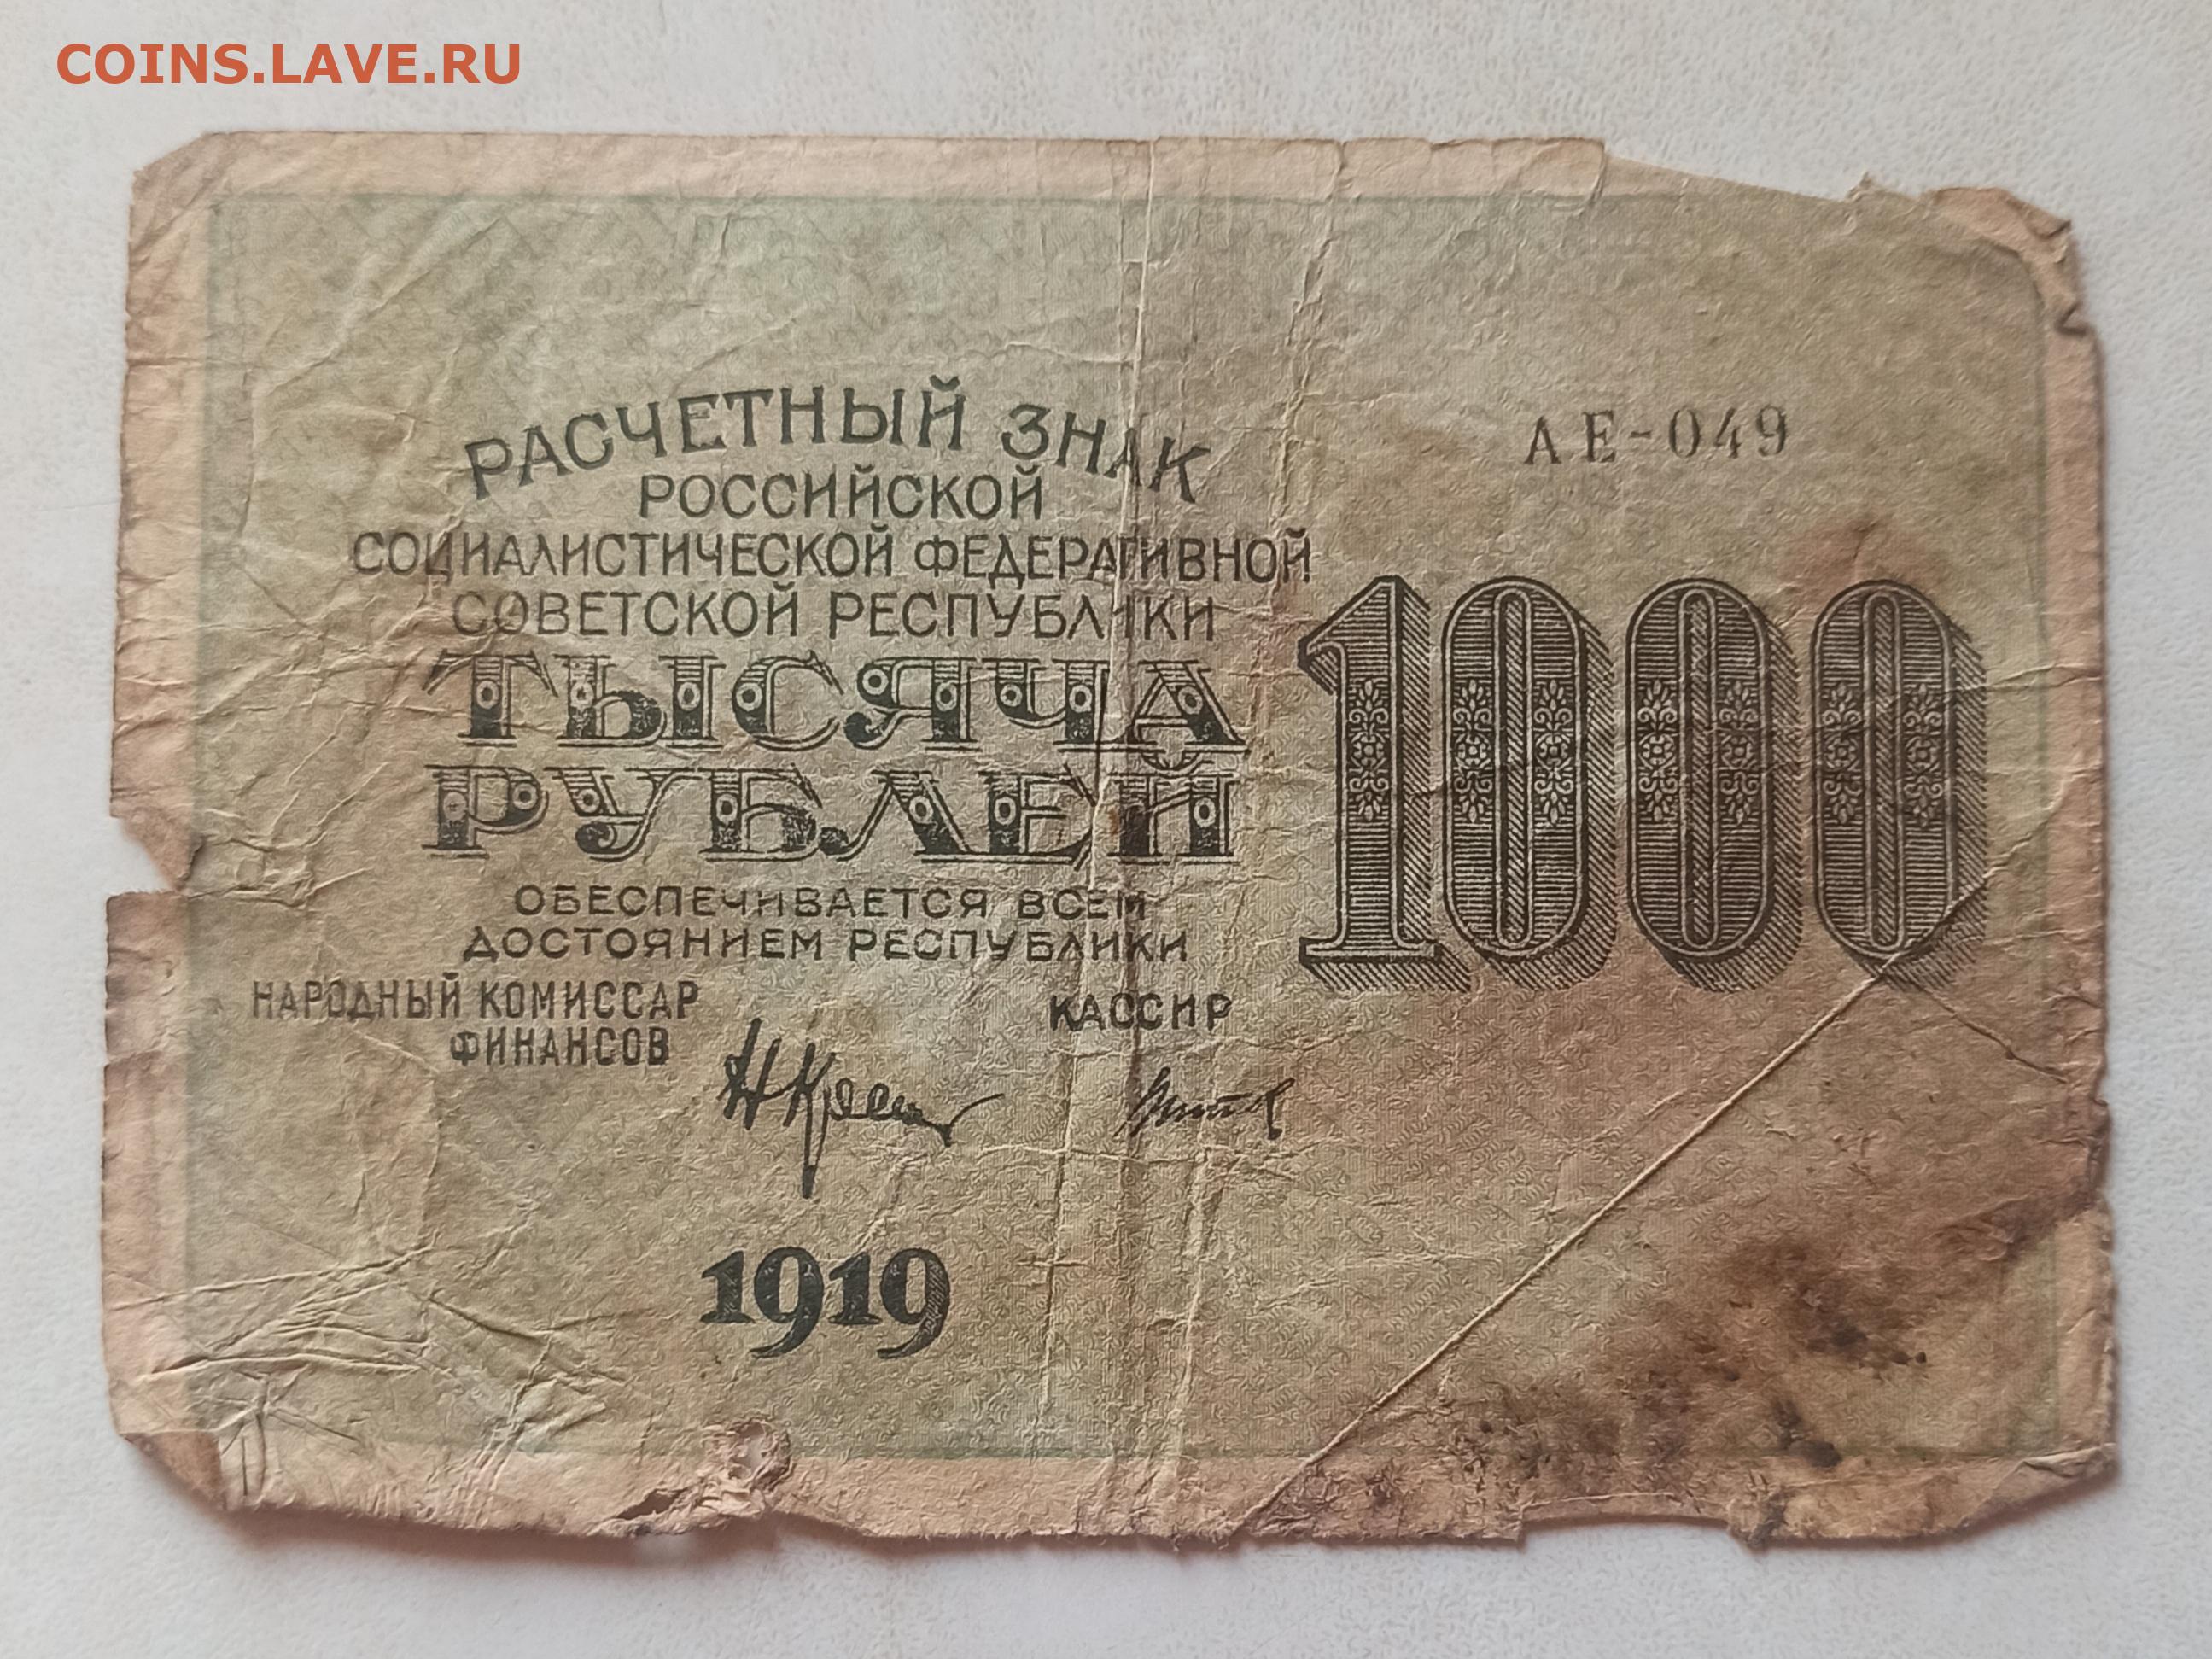 COINS.LAVE.RU
РАСЧЕТНЫЙ ЗНАК
РОССИЙСКОЙ
СОЦИАЛИСТИЧЕСКОЙ ФЕДЕРАТИВНОЙ
СОВЕТСКОЙ РЕСПУБЛИКИ
ТЫСЯЧА
РУБЛЕЙ
ОБЕСПЕЧИВАЕТСЯ ВСЕМ
ДОСТОЯНИЕМ РЕСПУБЛИКИ
НАРОДНЫЙ КОМИССАР
ФИНАНСОВ
КАССИР
1919
АЕ-049
1000